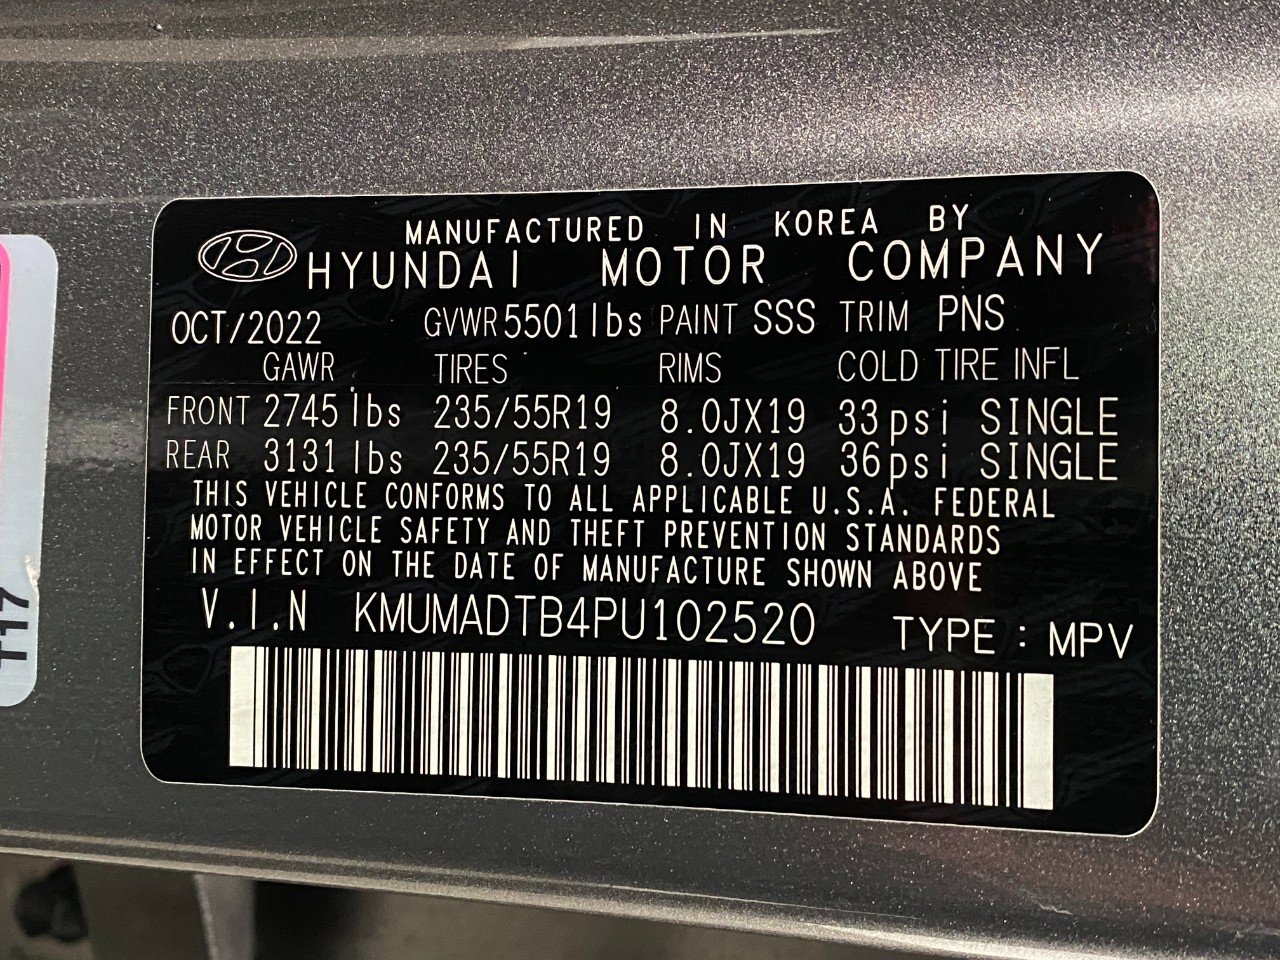 MANUFACTURED IN KOREA BY
HYUNDAI MOTOR COMPANY
OCT/2022 GVWR 5501lbs PAINT SSS TRIM PNS
GAWR TIRES RIMS COLD TIRE INFL
FRONT 2745 lbs 235/55R19 8.0JX19 33psi SINGLE
REAR 3131 lbs 235/55R19 8.0JX19 36psi SINGLE
THIS VEHICLE CONFORMS TO ALL APPLICABLE U.S.A. FEDERAL
MOTOR VEHICLE SAFETY AND THEFT PREVENTION STANDARDS
IN EFFECT ON THE DATE OF MANUFACTURE SHOWN ABOVE
V.I.N KMUMADTB4PU102520 TYPE : MPV